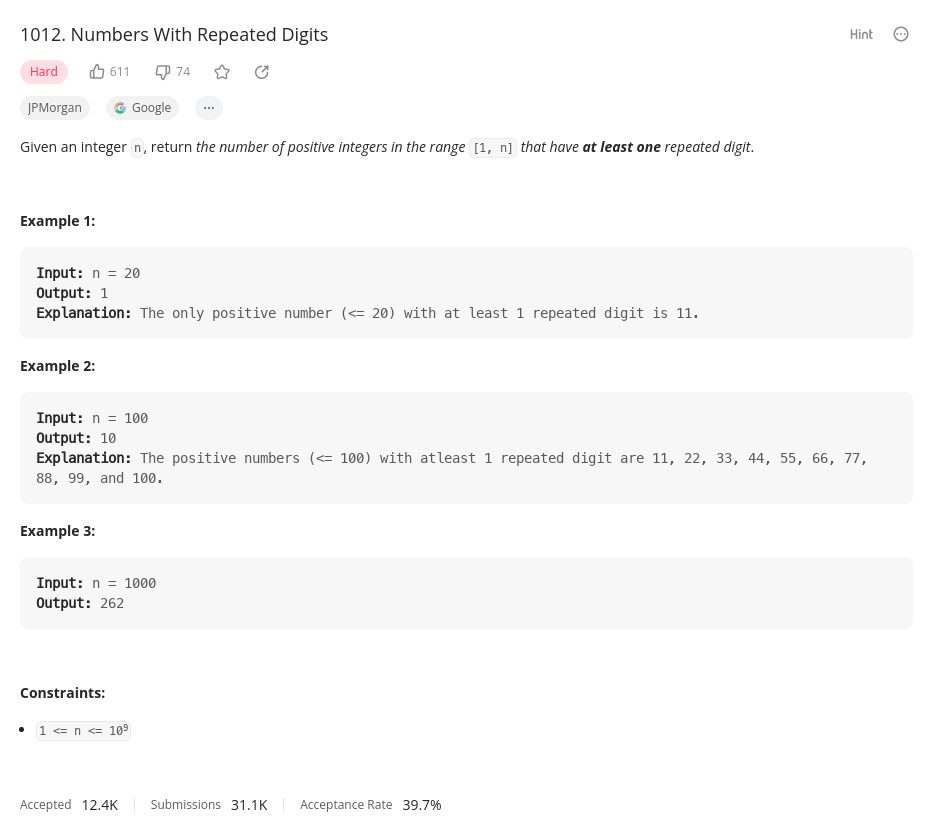 1012. Numbers With Repeated Digits
Hint
Hard
611
74
JPMorgan
Google
Given an integer n, return the number of positive integers in the range [1, n] that have at least one repeated digit.
Example 1:
Input: n = 20
Output: 1
Explanation: The only positive number (<= 20) with at least 1 repeated digit is 11.
Example 2:
Input: n = 100
Output: 10
Explanation: The positive numbers (<= 100) with atleast 1 repeated digit are 11, 22, 33, 44, 55, 66, 77,
88, 99, and 100.
Example 3:
Input: n = 1000
Output: 262
Constraints:
1 <= n <= 10⁹
Accepted 12.4K Submissions 31.1K Acceptance Rate 39.7%